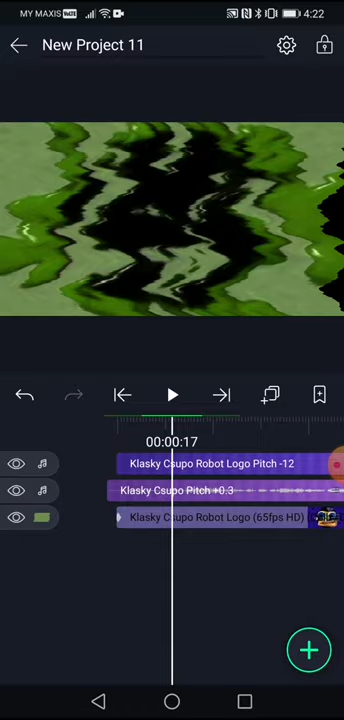 MY MAXIS VoLTE 4:22
New Project 11
00:00:17
Klasky Csupo Robot Logo Pitch -12
Klasky Csupo Pitch +0.3
Klasky Csupo Robot Logo (65fps HD)